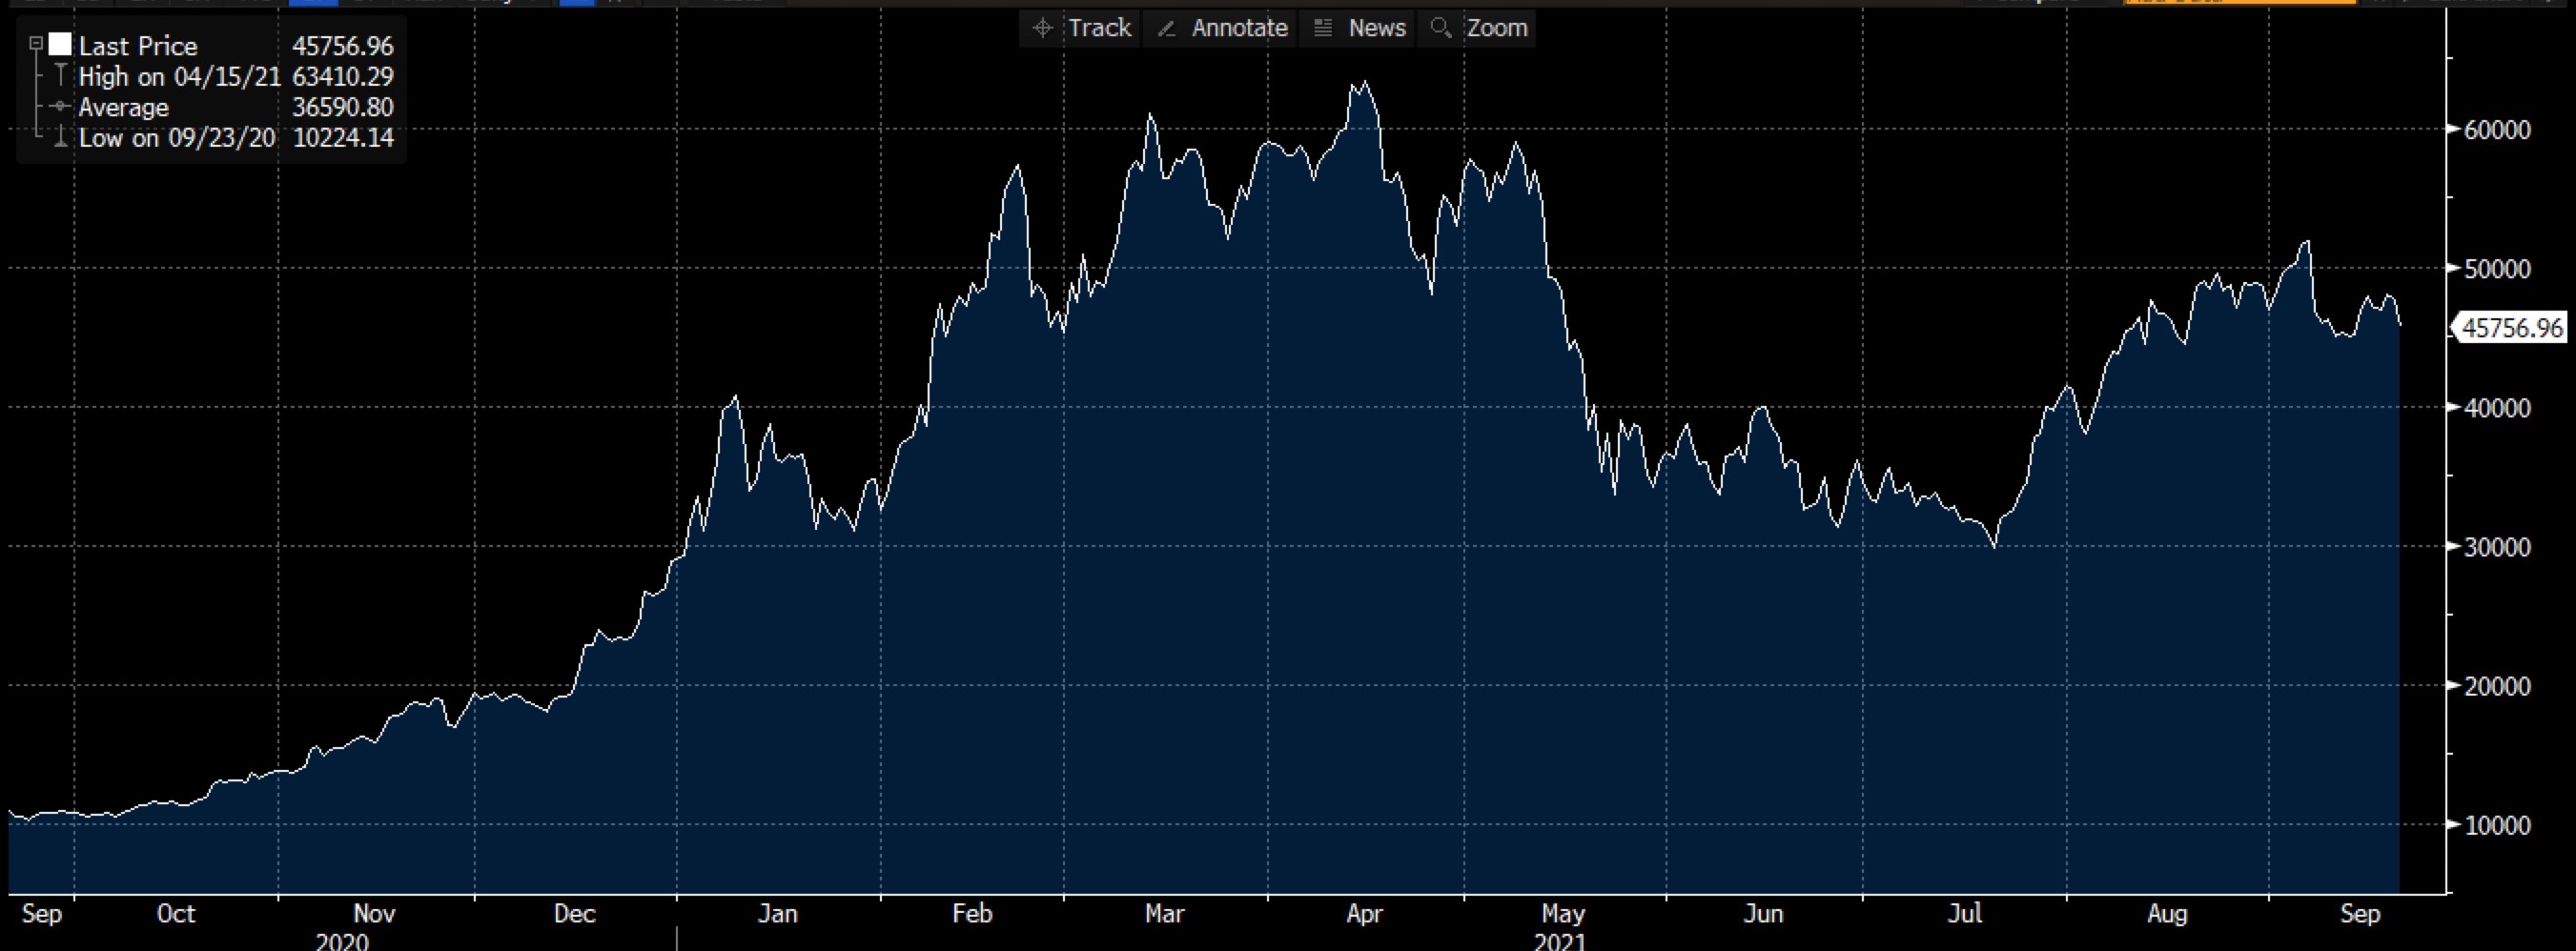 Track Annotate News Zoom
Last Price 45756.96
High on 04/15/21 63410.29
Average 36590.80
Low on 09/23/20 10224.14
60000
50000
45756.96
40000
30000
20000
10000
Sep Oct Nov Dec Jan Feb Mar Apr May Jun Jul Aug Sep
2020 2021